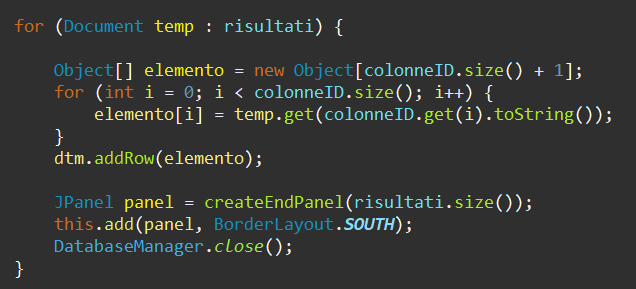 for (Document temp : risultati) {
Object[] elemento = new Object[colonneID.size() + 1];
for (int i = 0; i < colonneID.size(); i++) {
elemento[i] = temp.get(colonneID.get(i).toString());
}
dtm.addRow(elemento);
JPanel panel = createEndPanel(risultati.size());
this.add(panel, BorderLayout.SOUTH);
DatabaseManager.close();
}